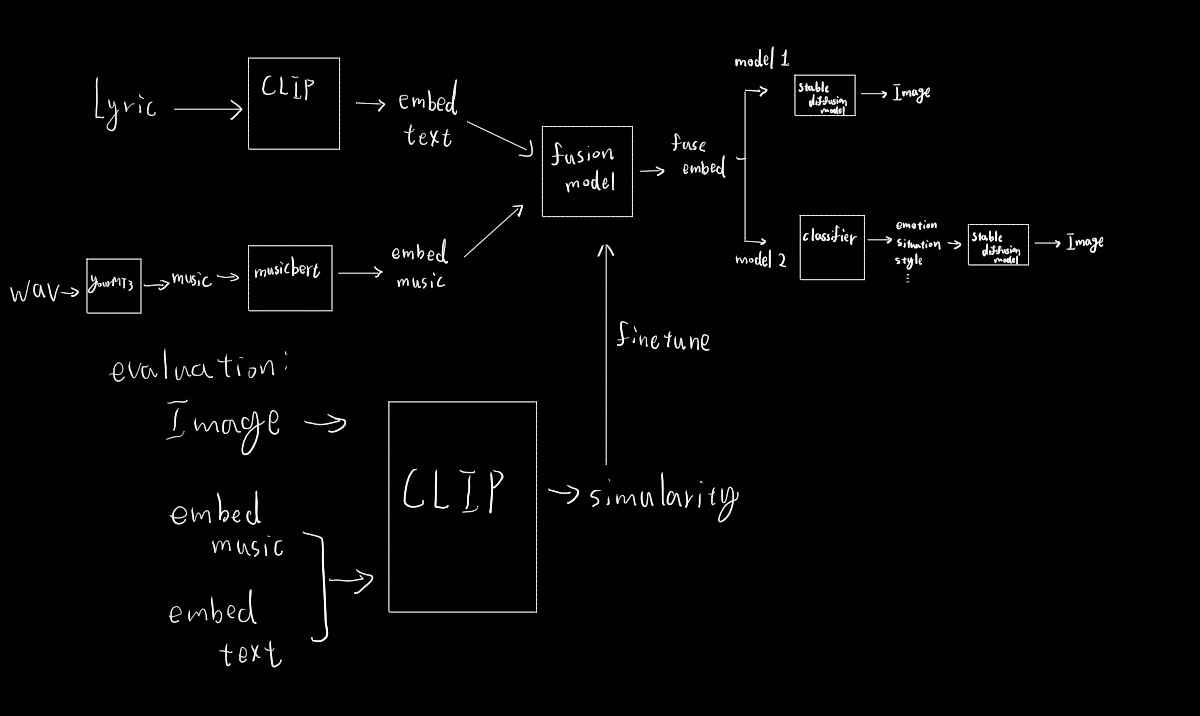 Lyric
CLIP
embed
text
fusion
model
fuse
embed
model 1
stable
diffusion
model
Image
wav
yourMT3
music
musicbert
embed
music
model 2
classifier
emotion
situation
style
⋮
stable
diffusion
model
Image
finetune
evaluation:
Image
CLIP
simularity
embed
music
embed
text